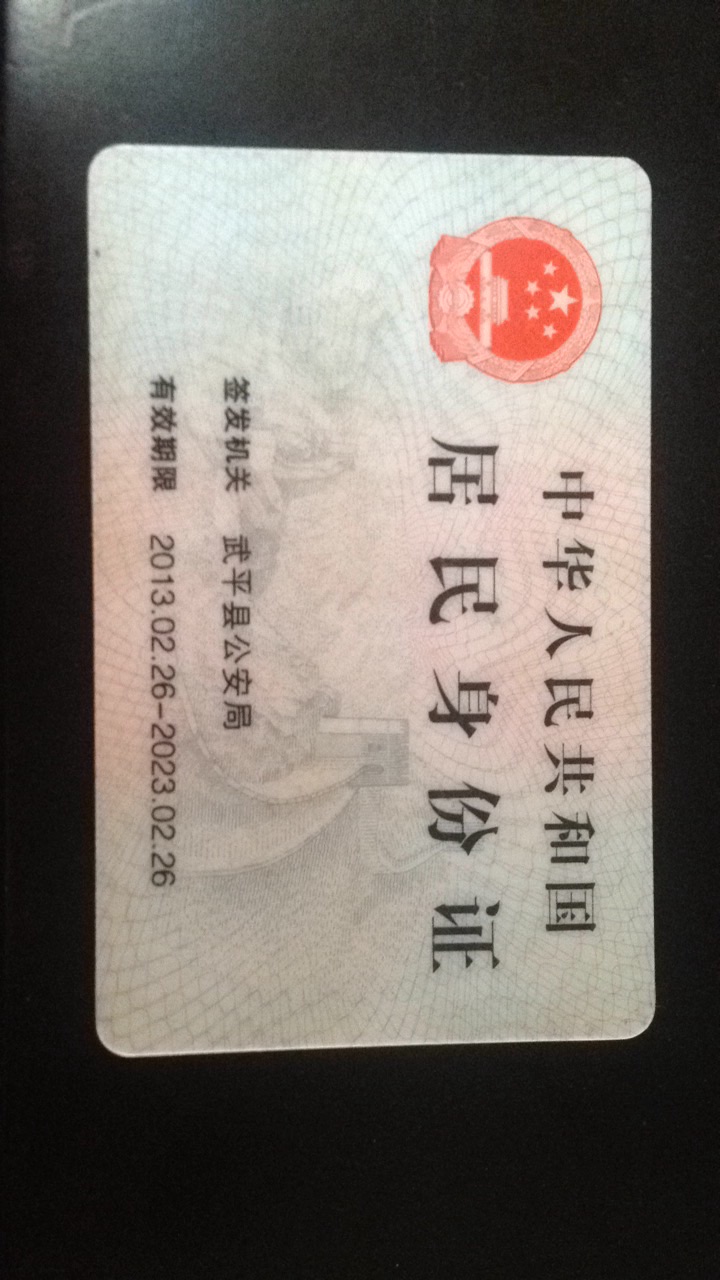 中华人民共和国
居民身份证
签发机关 武平县公安局
有效期限 2013.02.26-2023.02.26